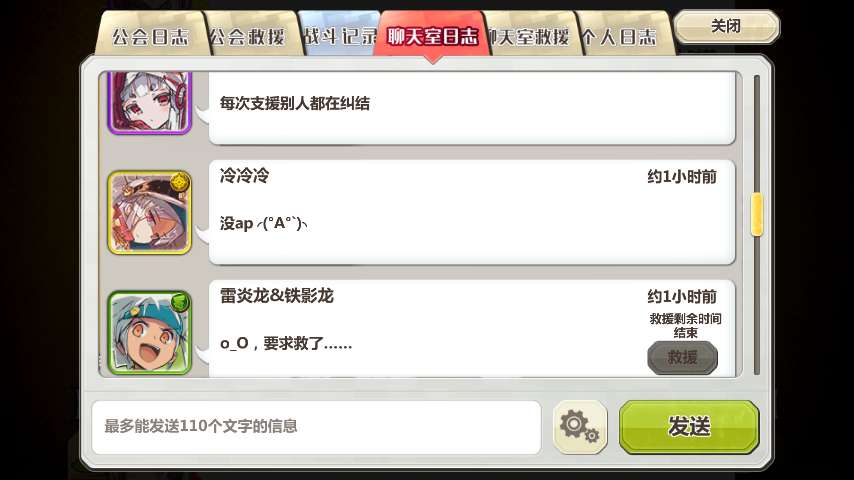 公会日志
公会救援
战斗记录
聊天室日志
聊天室救援
个人日志
关闭
每次支援别人都在纠结
冷冷冷
约1小时前
没ap╭(°A°`)╮
雷炎龙&铁影龙
约1小时前
救援剩余时间
结束
o_O，要求救了......
救援
最多能发送110个文字的信息
发送